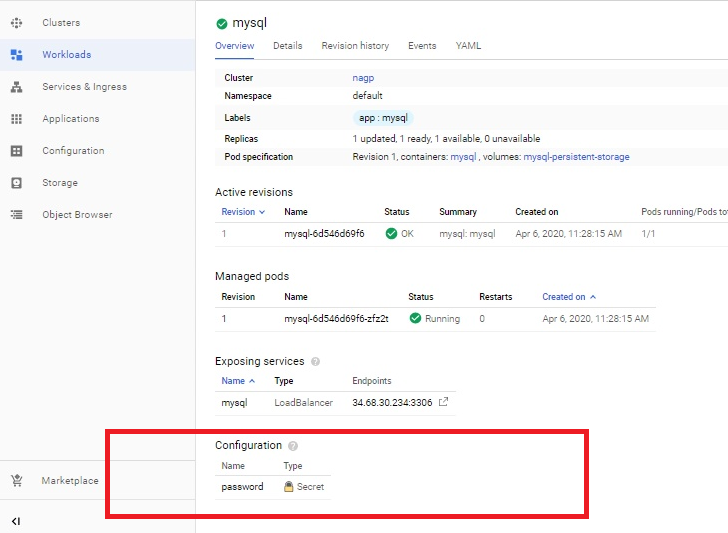 Clusters
Workloads
Services & Ingress
Applications
Configuration
Storage
Object Browser
Marketplace
mysql
Overview Details Revision history Events YAML
Cluster nagp
Namespace default
Labels app : mysql
Replicas 1 updated, 1 ready, 1 available, 0 unavailable
Pod specification Revision 1, containers: mysql , volumes: mysql-persistent-storage
Active revisions
Revision Name Status Summary Created on Pods running/Pods to
1 mysql-6d546d69f6 OK mysql: mysql Apr 6, 2020, 11:28:15 AM 1/1
Managed pods
Revision Name Status Restarts Created on
1 mysql-6d546d69f6-zfz2t Running 0 Apr 6, 2020, 11:28:15 AM
Exposing services ?
Name Type Endpoints
mysql LoadBalancer 34.68.30.234:3306
Configuration ?
Name Type
password Secret